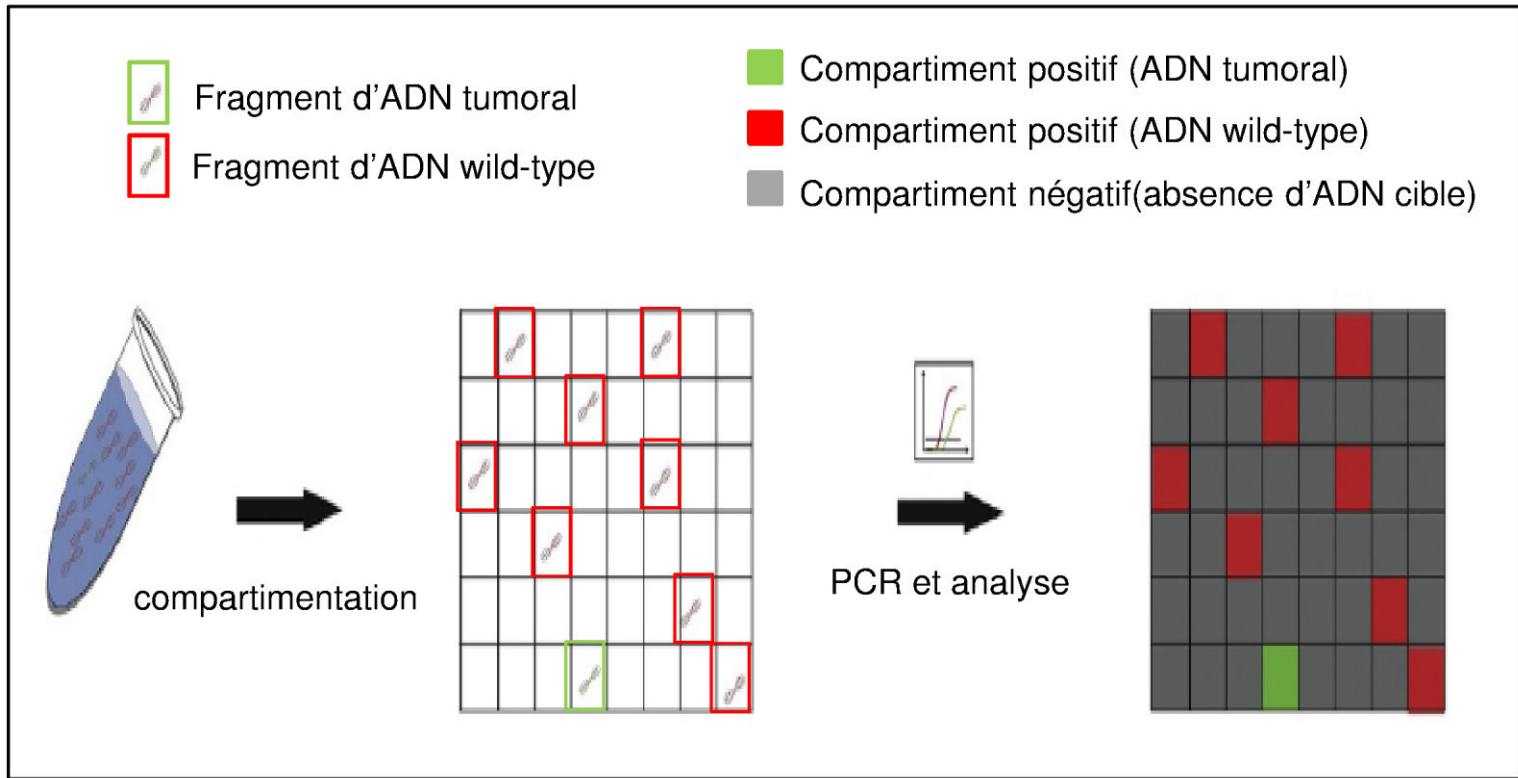 Fragment d'ADN tumoral
Fragment d'ADN wild-type
Compartiment positif (ADN tumoral)
Compartiment positif (ADN wild-type)
Compartiment négatif(absence d'ADN cible)
compartimentation
PCR et analyse